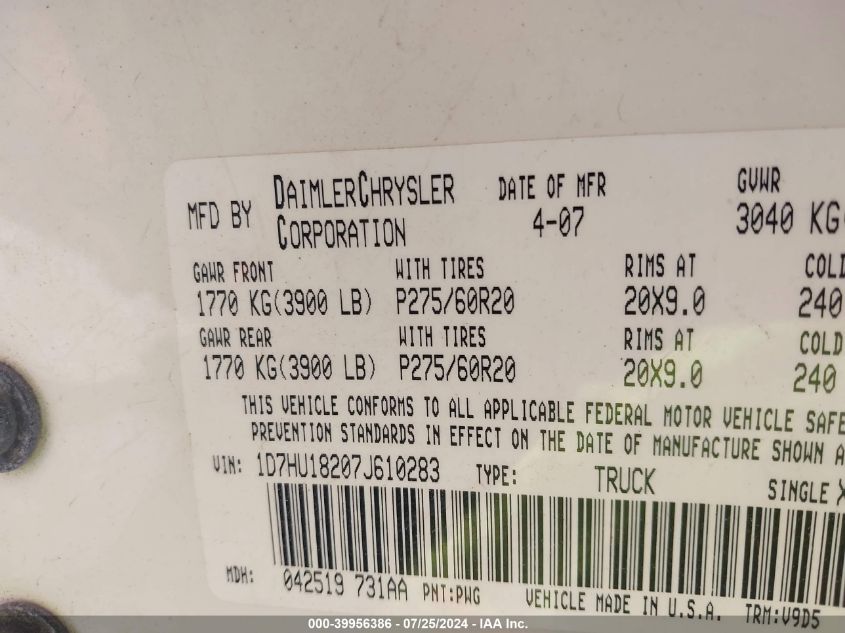 MFD BY DAIMLERCHRYSLER CORPORATION DATE OF MFR 4-07 GVWR 3040 KG(
GAWR FRONT WITH TIRES RIMS AT COLD
1770 KG(3900 LB) P275/60R20 20X9.0 240
GAWR REAR WITH TIRES RIMS AT COLD
1770 KG(3900 LB) P275/60R20 20X9.0 240
THIS VEHICLE CONFORMS TO ALL APPLICABLE FEDERAL MOTOR VEHICLE SAFE
PREVENTION STANDARDS IN EFFECT ON THE DATE OF MANUFACTURE SHOWN A
VIN: 1D7HU18207J610283 TYPE: TRUCK SINGLE X
MDH: 042519 731AA PNT:PWG VEHICLE MADE IN U.S.A. TRM:V9D5
000-39956386 - 07/25/2024 - IAA Inc.